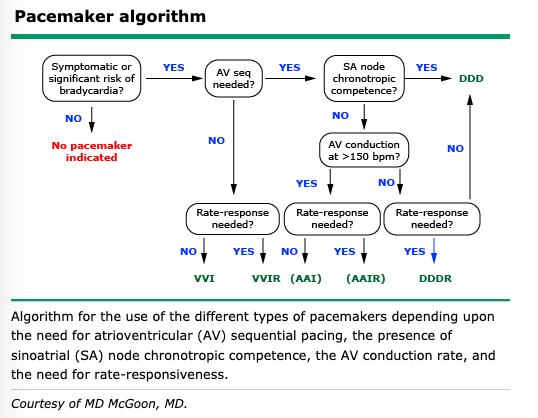 Pacemaker algorithm
Symptomatic or
significant risk of
bradycardia?
YES
AV seq
needed?
YES
SA node
chronotropic
competence?
YES
DDD
NO
No pacemaker
indicated
NO
NO
AV conduction
at >150 bpm?
NO
YES
NO
Rate-response
needed?
Rate-response
needed?
Rate-response
needed?
NO
YES
NO
YES
YES
VVI
VVIR
(AAI)
(AAIR)
DDDR
Algorithm for the use of the different types of pacemakers depending upon
the need for atrioventricular (AV) sequential pacing, the presence of
sinoatrial (SA) node chronotropic competence, the AV conduction rate, and
the need for rate-responsiveness.
Courtesy of MD McGoon, MD.